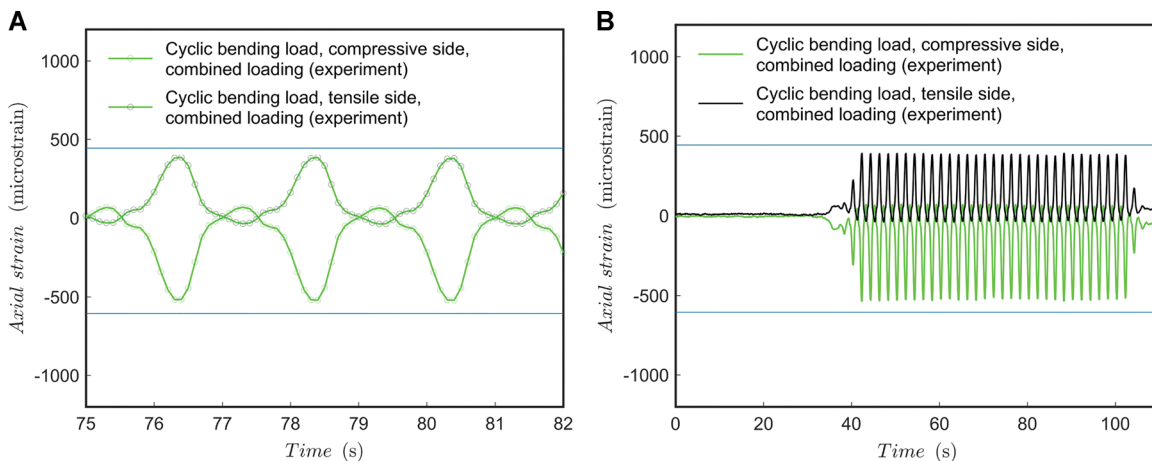 A
Cyclic bending load, compressive side,
combined loading (experiment)
Cyclic bending load, tensile side,
combined loading (experiment)
1000
500
0
-500
-1000
Axial strain (microstrain)
75
76
77
78
79
80
81
82
Time (s)
B
Cyclic bending load, compressive side,
combined loading (experiment)
Cyclic bending load, tensile side,
combined loading (experiment)
1000
500
0
-500
-1000
Axial strain (microstrain)
0
20
40
60
80
100
Time (s)